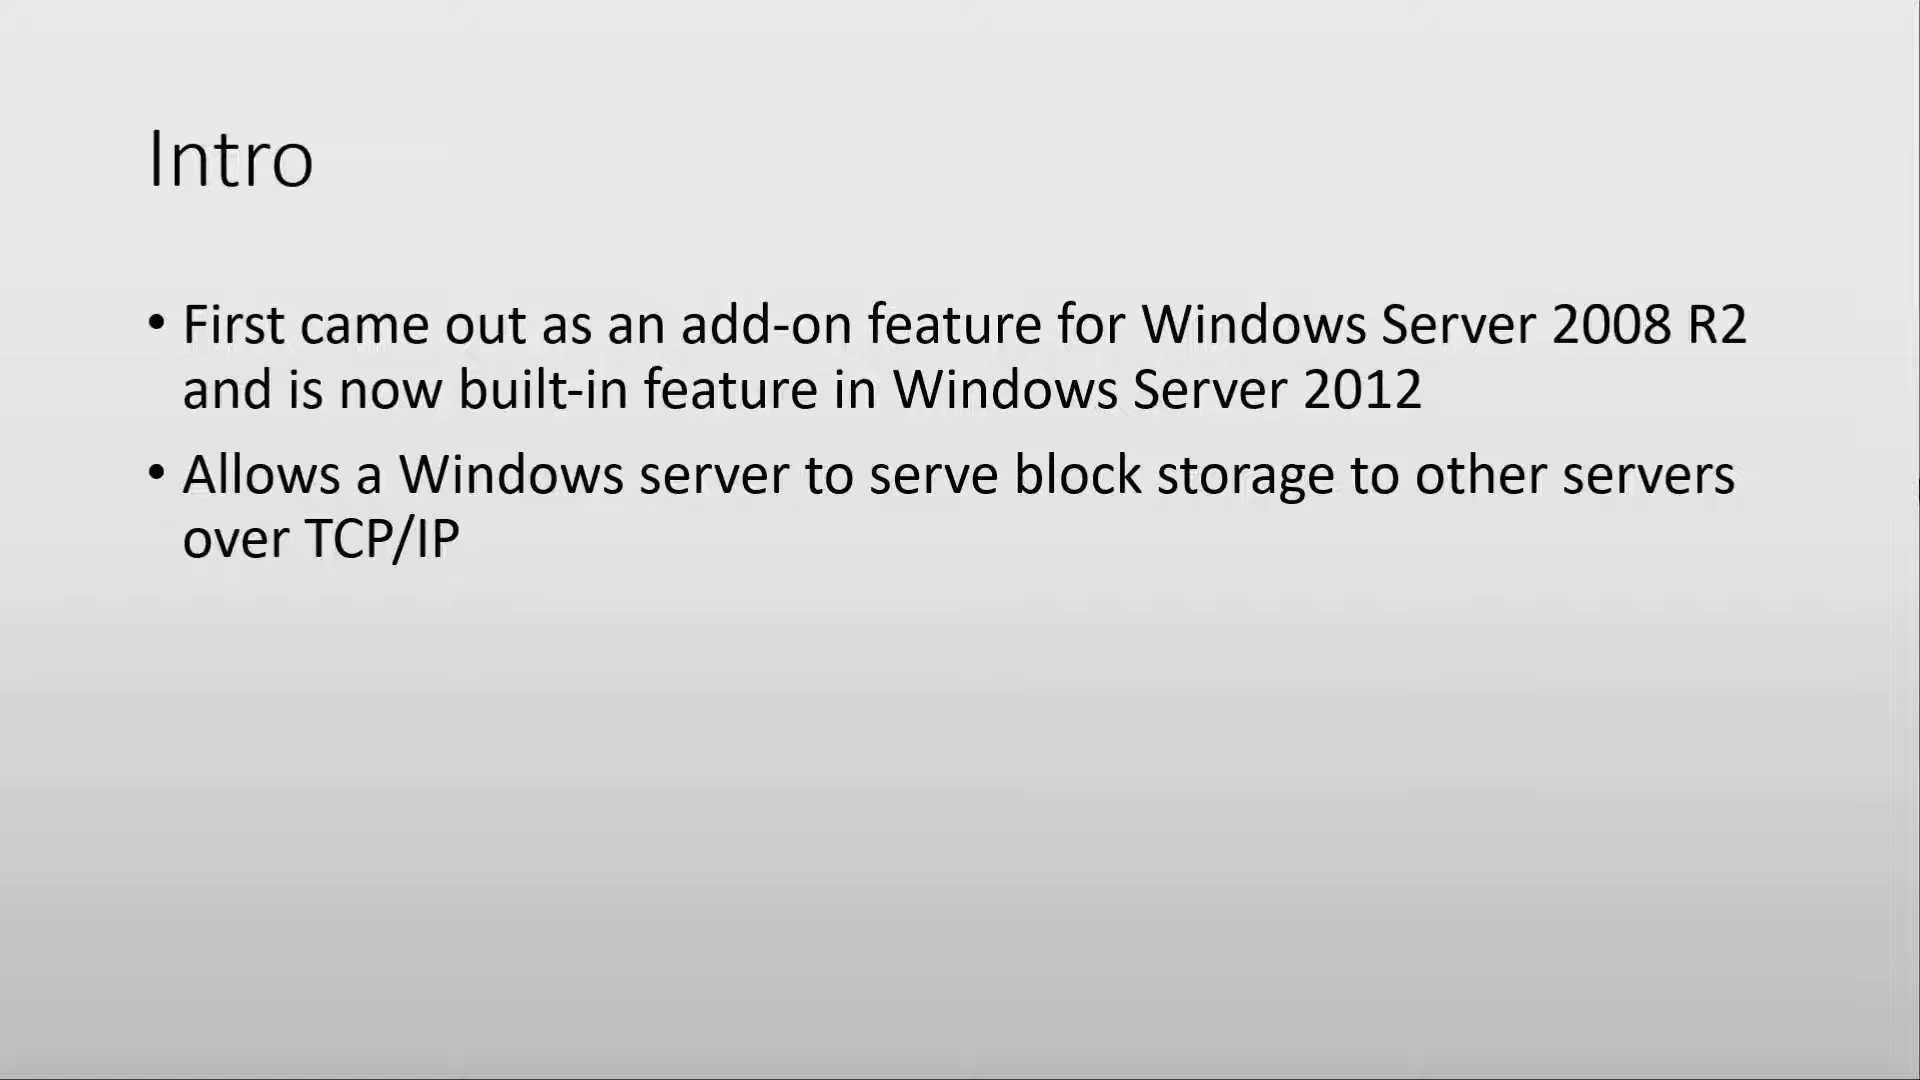 Intro
• First came out as an add-on feature for Windows Server 2008 R2
and is now built-in feature in Windows Server 2012
• Allows a Windows server to serve block storage to other servers
over TCP/IP